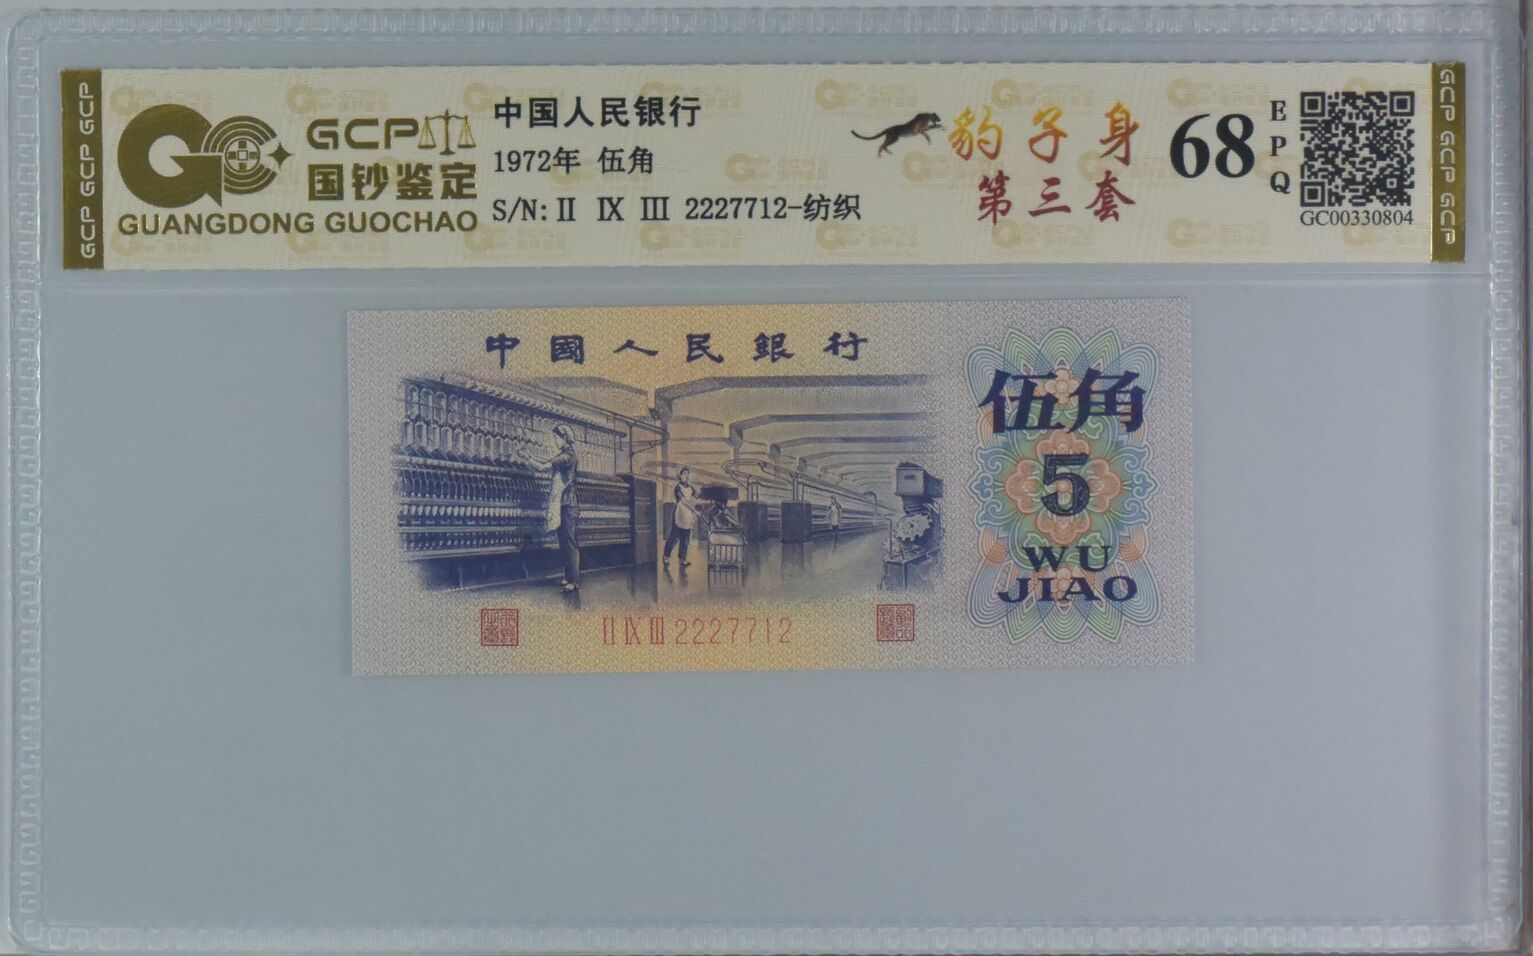 GCP GCP GCP
GCP
国钞鉴定
GUANGDONG GUOCHAO
中国人民银行
1972年 伍角
S/N: Ⅱ Ⅸ Ⅲ 2227712-纺织
豹子身
第三套
68
EPQ
GC00330804
GCP GCP GCP
中國人民銀行
伍角
5
WU
JIAO
Ⅱ Ⅸ Ⅲ 2227712